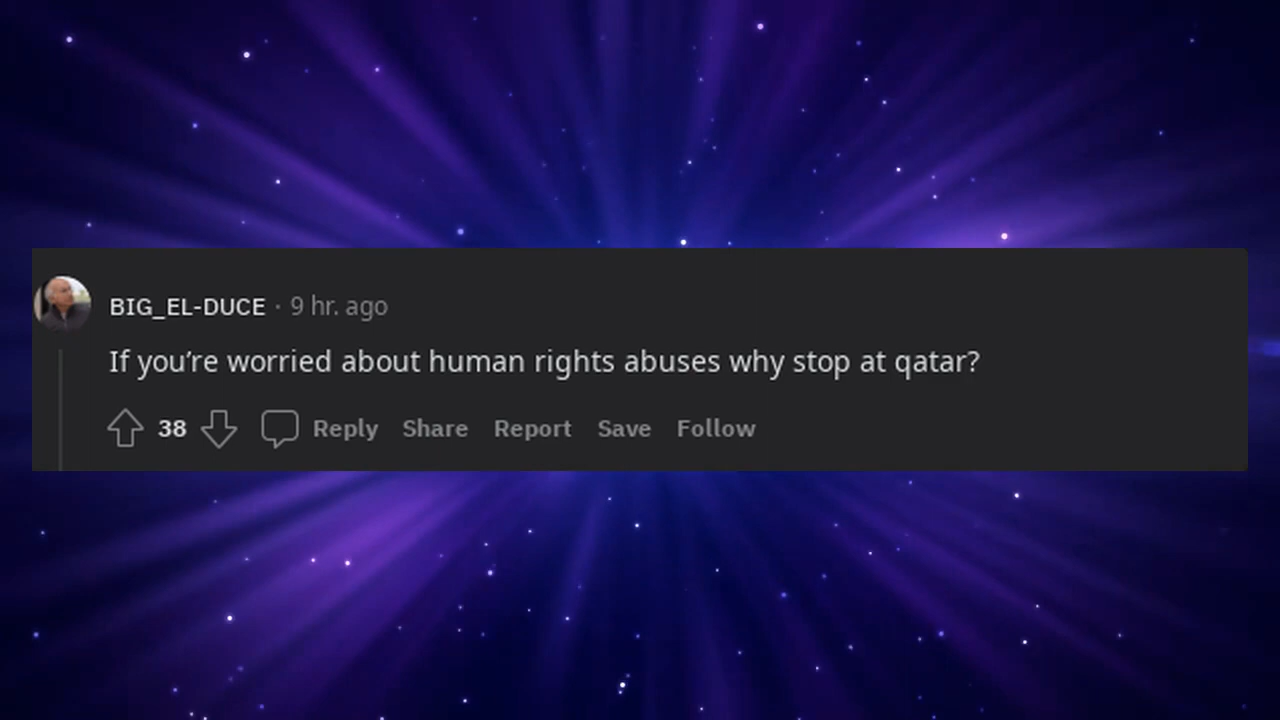 BIG_EL-DUCE · 9 hr. ago
If you’re worried about human rights abuses why stop at qatar?
38 Reply Share Report Save Follow